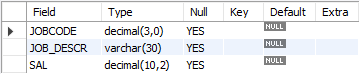 Field Type Null Key Default Extra
JOBCODE decimal(3,0) YES NULL
JOB_DESCR varchar(30) YES NULL
SAL decimal(10,2) YES NULL